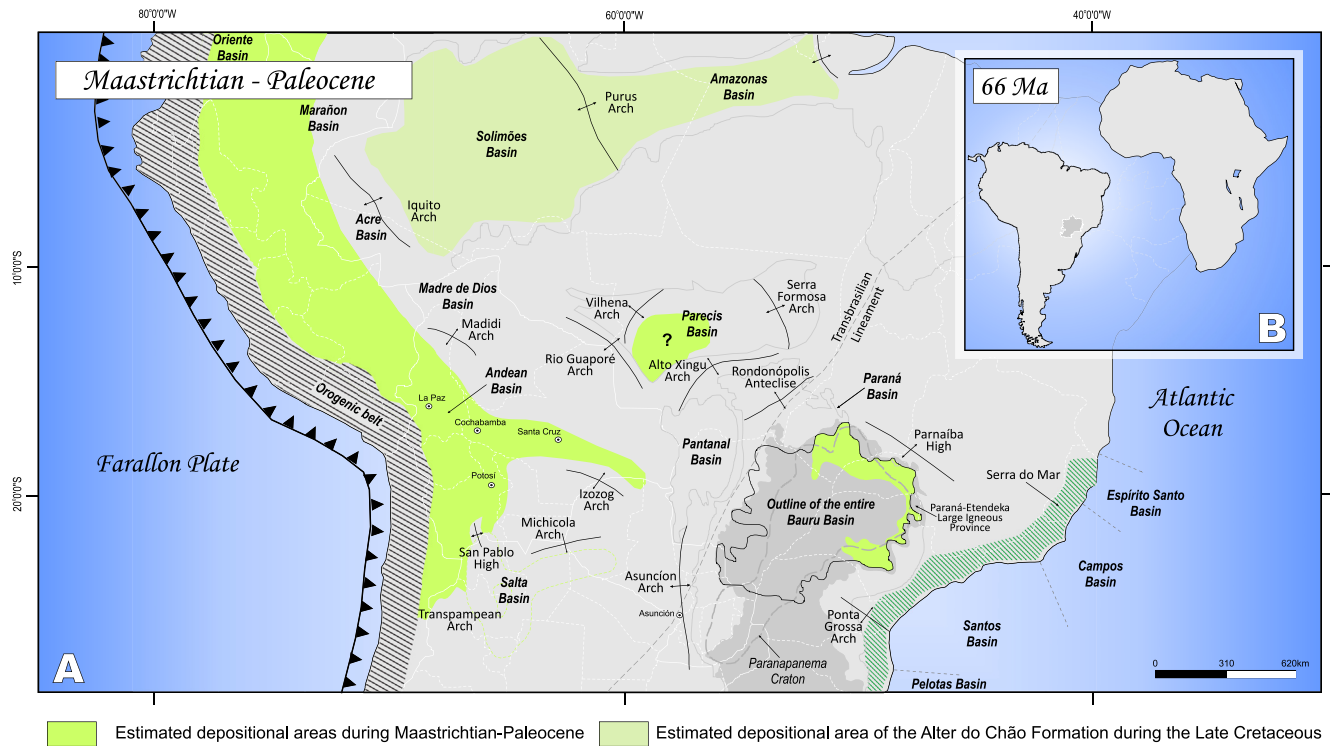 80°0'0"W
60°0'0"W
40°0'0"W
Oriente
Basin
Maastrichtian - Paleocene
Marañon
Basin
Solimões
Basin
Purus
Arch
Amazonas
Basin
66 Ma
B
Iquito
Arch
Acre
Basin
10°0'0"S
Madre de Dios
Basin
Madidi
Arch
Vilhena
Arch
Parecis
Basin
?
Serra
Formosa
Arch
Transbrasilian
Lineament
Rio Guaporé
Arch
Alto Xingu
Arch
Rondonópolis
Anteclise
Andean
Basin
Orogenic belt
La Paz
Cochabamba
Santa Cruz
Potosí
Paraná
Basin
Atlantic
Ocean
Farallon Plate
Pantanal
Basin
Parnaíba
High
Serra do Mar
20°0'0"S
Izozog
Arch
Outline of the entire
Bauru Basin
Paraná-Etendeka
Large Igneous
Province
Espírito Santo
Basin
Michicola
Arch
San Pablo
High
Salta
Basin
Asuncíon
Arch
Asunción
Campos
Basin
Transpampean
Arch
Ponta
Grossa
Arch
Santos
Basin
Paranapanema
Craton
Pelotas Basin
0 310 620km
A
Estimated depositional areas during Maastrichtian-Paleocene
Estimated depositional area of the Alter do Chão Formation during the Late Cretaceous